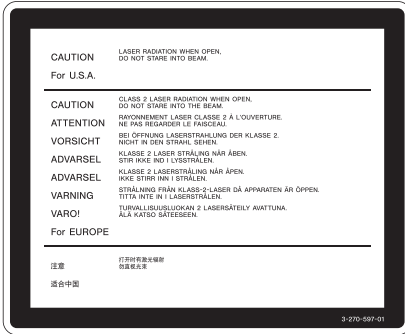 CAUTION
LASER RADIATION WHEN OPEN,
DO NOT STARE INTO BEAM.
For U.S.A.
CAUTION
CLASS 2 LASER RADIATION WHEN OPEN,
DO NOT STARE INTO THE BEAM.
ATTENTION
RAYONNEMENT LASER CLASSE 2 Á L'OUVERTURE.
NE PAS REGARDER LE FAISCEAU.
VORSICHT
BEI ÖFFNUNG LASERSTRAHLUNG DER KLASSE 2.
NICHT IN DEN STRAHL SEHEN.
ADVARSEL
KLASSE 2 LASER STRÅLING NÅR ÅBEN.
STIR IKKE IND I LYSSTRÅLEN.
ADVARSEL
KLASSE 2 LASERSTRÅLING NÅR ÅPEN.
IKKE STIRR INN I STRÅLEN.
VARNING
STRÅLNING FRÅN KLASS-2-LASER DÅ APPARATEN ÄR ÖPPEN.
TITTA INTE IN I LASERSTRÅLEN.
VARO!
TURVALLISUUSLUOKAN 2 LASERSÄTEILY AVATTUNA.
ÄLÄ KATSO SÄTEESEEN.
For EUROPE
注意
打开时有激光辐射
勿直视光束
适合中国
3-270-597-01